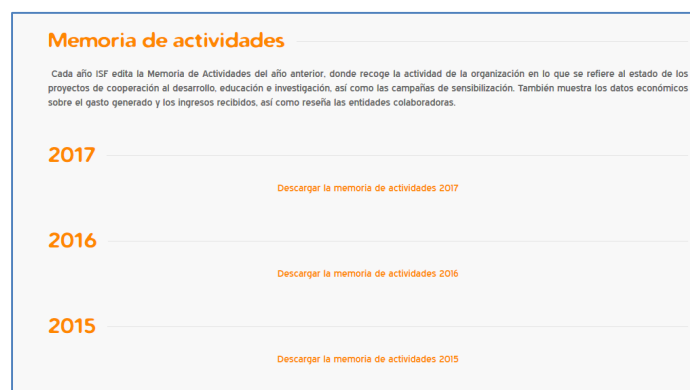 Memoria de actividades
Cada año ISF edita la Memoria de Actividades del año anterior, donde recoge la actividad de la organización en lo que se refiere al estado de los
proyectos de cooperación al desarrollo, educación e investigación, así como las campañas de sensibilización. También muestra los datos económicos
sobre el gasto generado y los ingresos recibidos, así como reseña las entidades colaboradoras.
2017
Descargar la memoria de actividades 2017
2016
Descargar la memoria de actividades 2016
2015
Descargar la memoria de actividades 2015